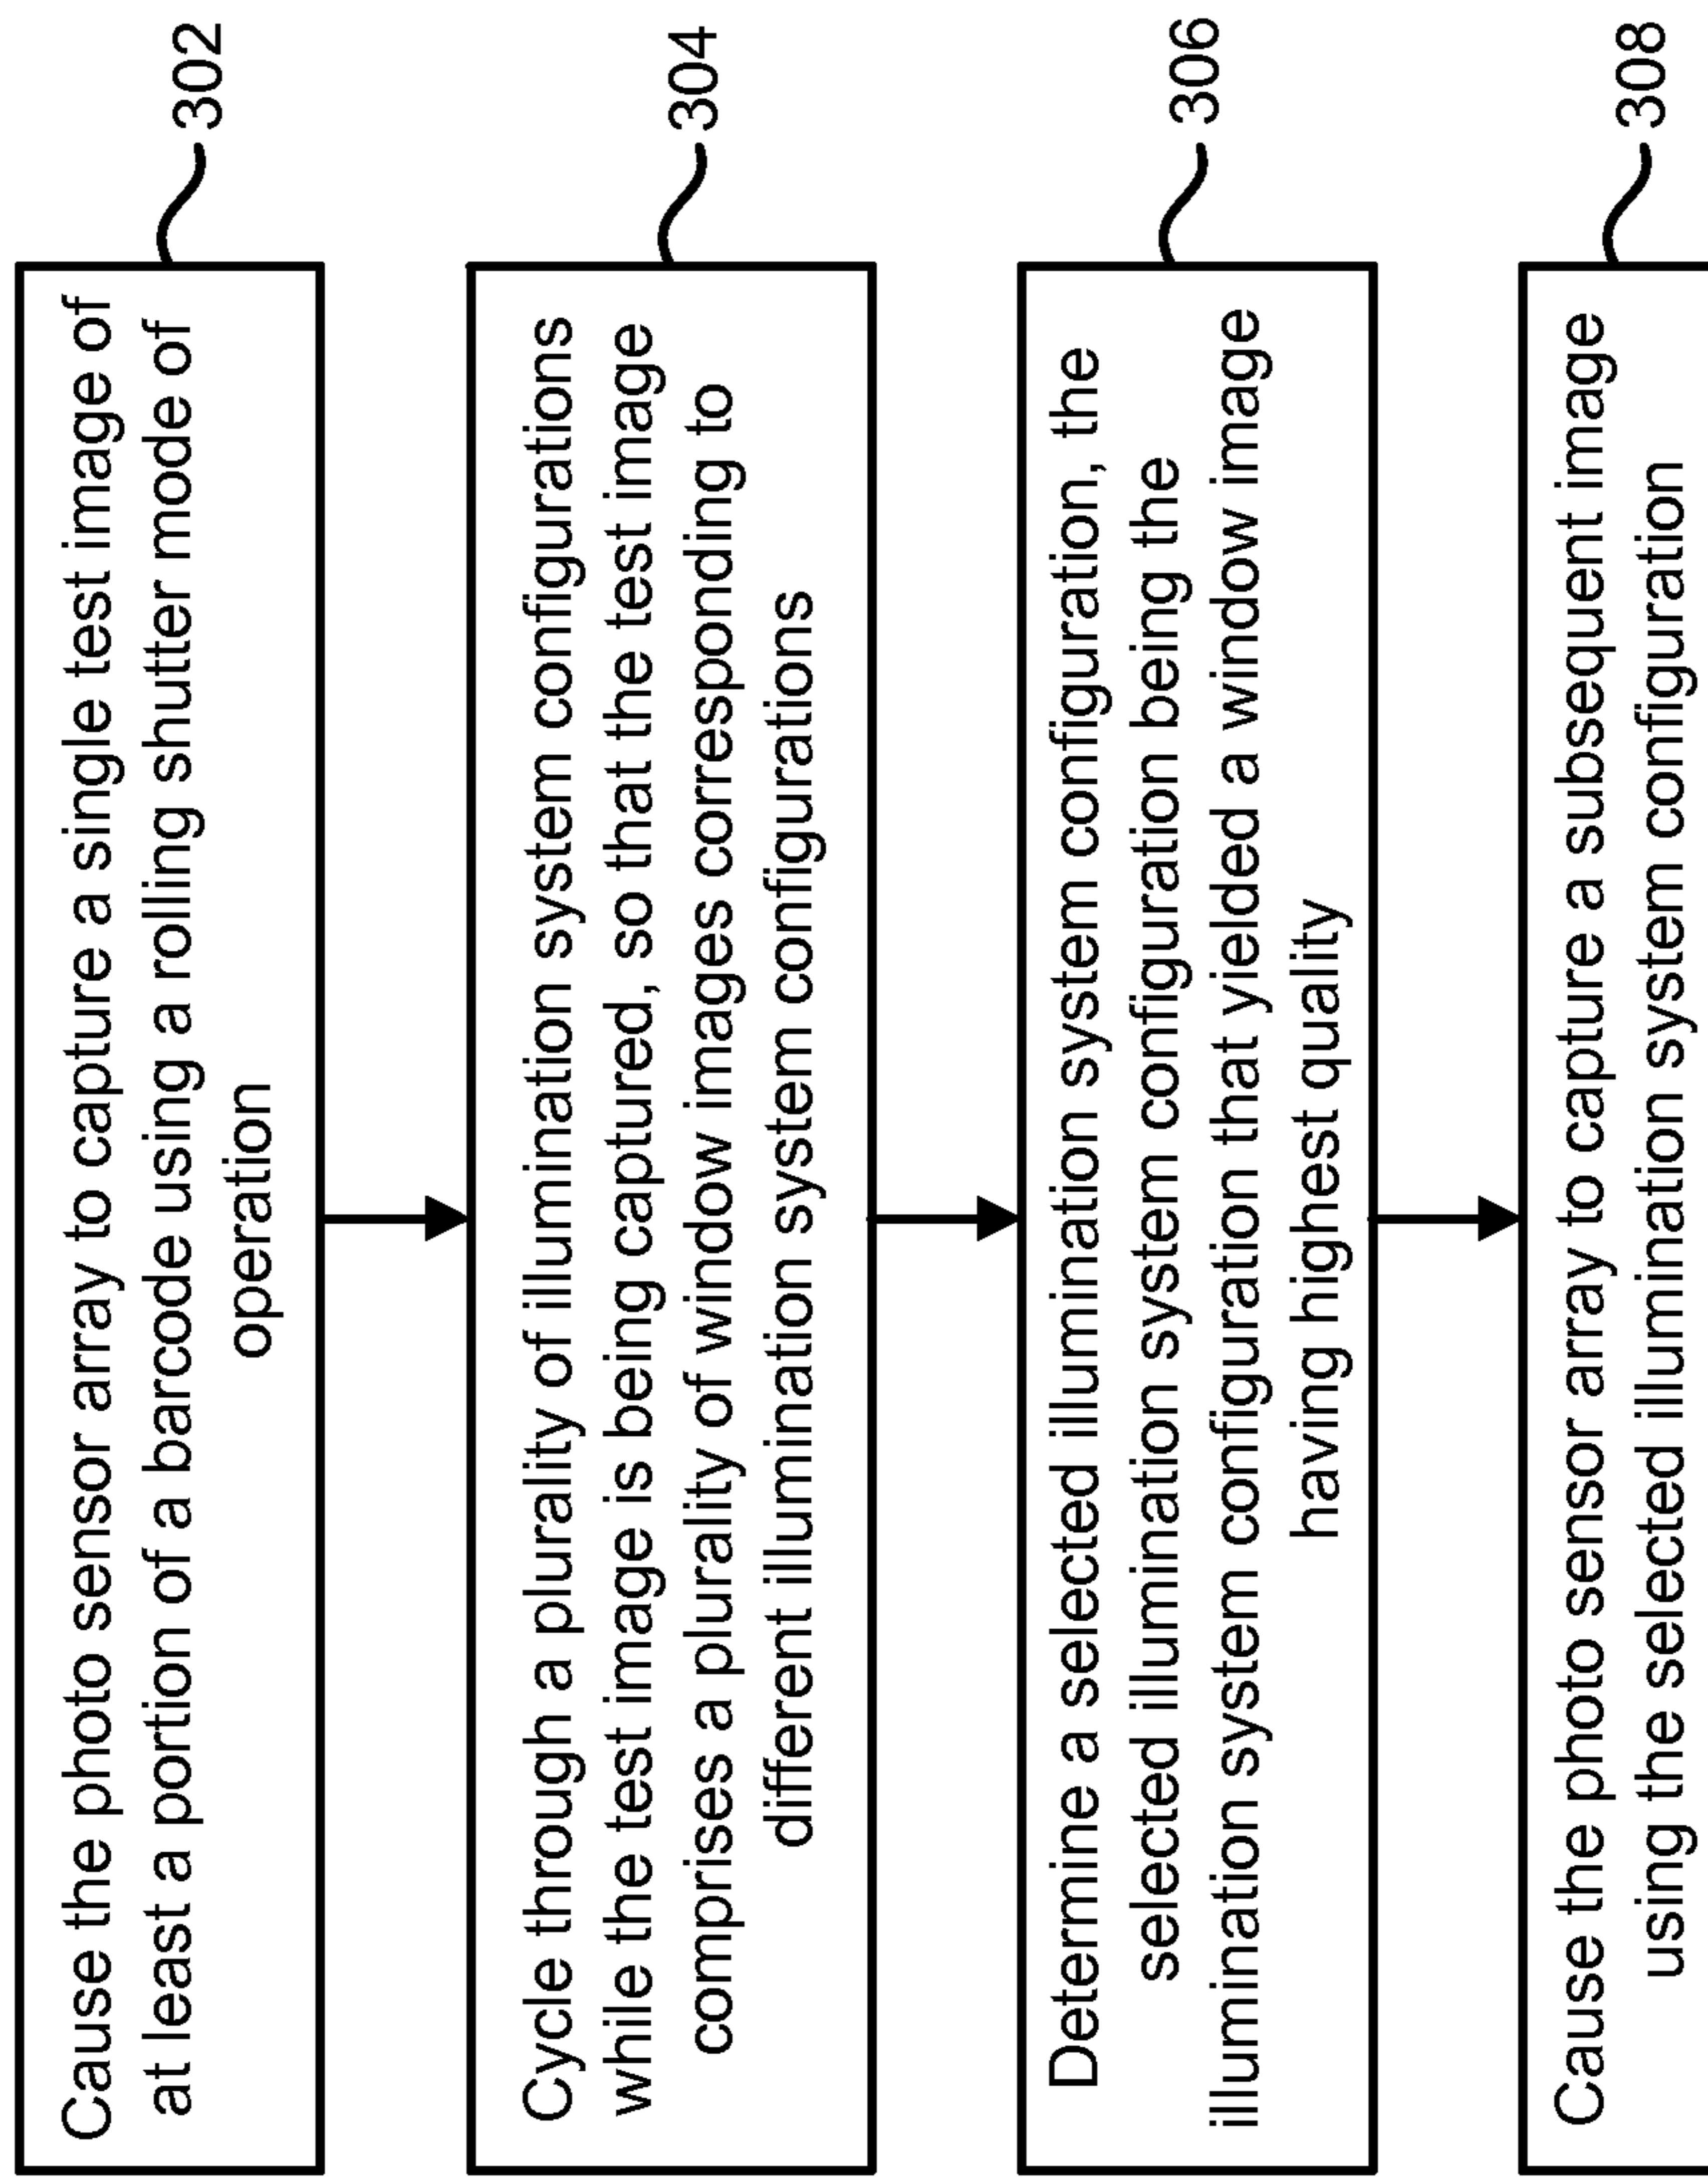 Cause the photo sensor array to capture a single test image of
at least a portion of a barcode using a rolling shutter mode of
operation
302
Cycle through a plurality of illumination system configurations
while the test image is being captured, so that the test image
comprises a plurality of window images corresponding to
different illumination system configurations
304
Determine a selected illumination system configuration, the
selected illumination system configuration being the
illumination system configuration that yielded a window image
having highest quality
306
Cause the photo sensor array to capture a subsequent image
using the selected illumination system configuration
308